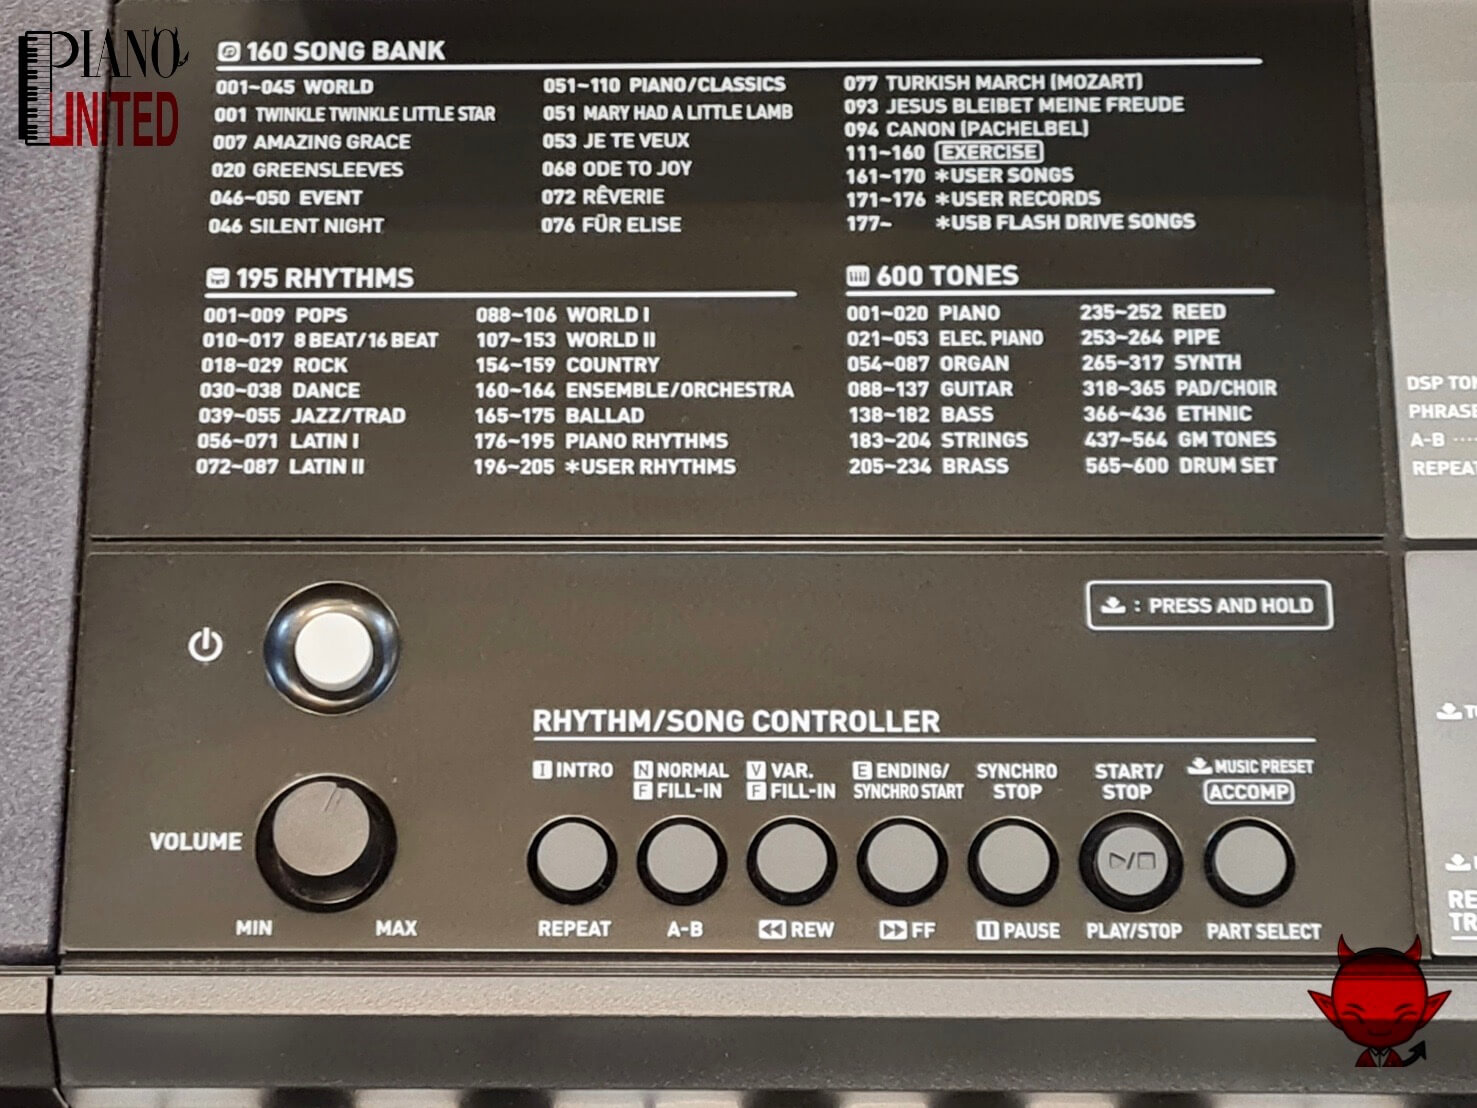 PIANO
UNITED
160 SONG BANK
001~045 WORLD
001 TWINKLE TWINKLE LITTLE STAR
007 AMAZING GRACE
020 GREENSLEEVES
046~050 EVENT
046 SILENT NIGHT
051~110 PIANO/CLASSICS
051 MARY HAD A LITTLE LAMB
053 JE TE VEUX
068 ODE TO JOY
072 RÊVERIE
076 FÜR ELISE
077 TURKISH MARCH (MOZART)
093 JESUS BLEIBET MEINE FREUDE
094 CANON (PACHELBEL)
111~160 EXERCISE
161~170 *USER SONGS
171~176 *USER RECORDS
177~ *USB FLASH DRIVE SONGS
195 RHYTHMS
001~009 POPS
010~017 8 BEAT/16 BEAT
018~029 ROCK
030~038 DANCE
039~055 JAZZ/TRAD
056~071 LATIN I
072~087 LATIN II
088~106 WORLD I
107~153 WORLD II
154~159 COUNTRY
160~164 ENSEMBLE/ORCHESTRA
165~175 BALLAD
176~195 PIANO RHYTHMS
196~205 *USER RHYTHMS
600 TONES
001~020 PIANO
021~053 ELEC. PIANO
054~087 ORGAN
088~137 GUITAR
138~182 BASS
183~204 STRINGS
205~234 BRASS
235~252 REED
253~264 PIPE
265~317 SYNTH
318~365 PAD/CHOIR
366~436 ETHNIC
437~564 GM TONES
565~600 DRUM SET
DSP
PHRASE
A-B
REPEAT
: PRESS AND HOLD
RHYTHM/SONG CONTROLLER
I INTRO
N NORMAL
F FILL-IN
V VAR.
F FILL-IN
E ENDING/
SYNCHRO START
SYNCHRO
STOP
START/
STOP
MUSIC PRESET
ACCOMP
VOLUME
MIN
MAX
REPEAT
A-B
REW
FF
PAUSE
PLAY/STOP
PART SELECT